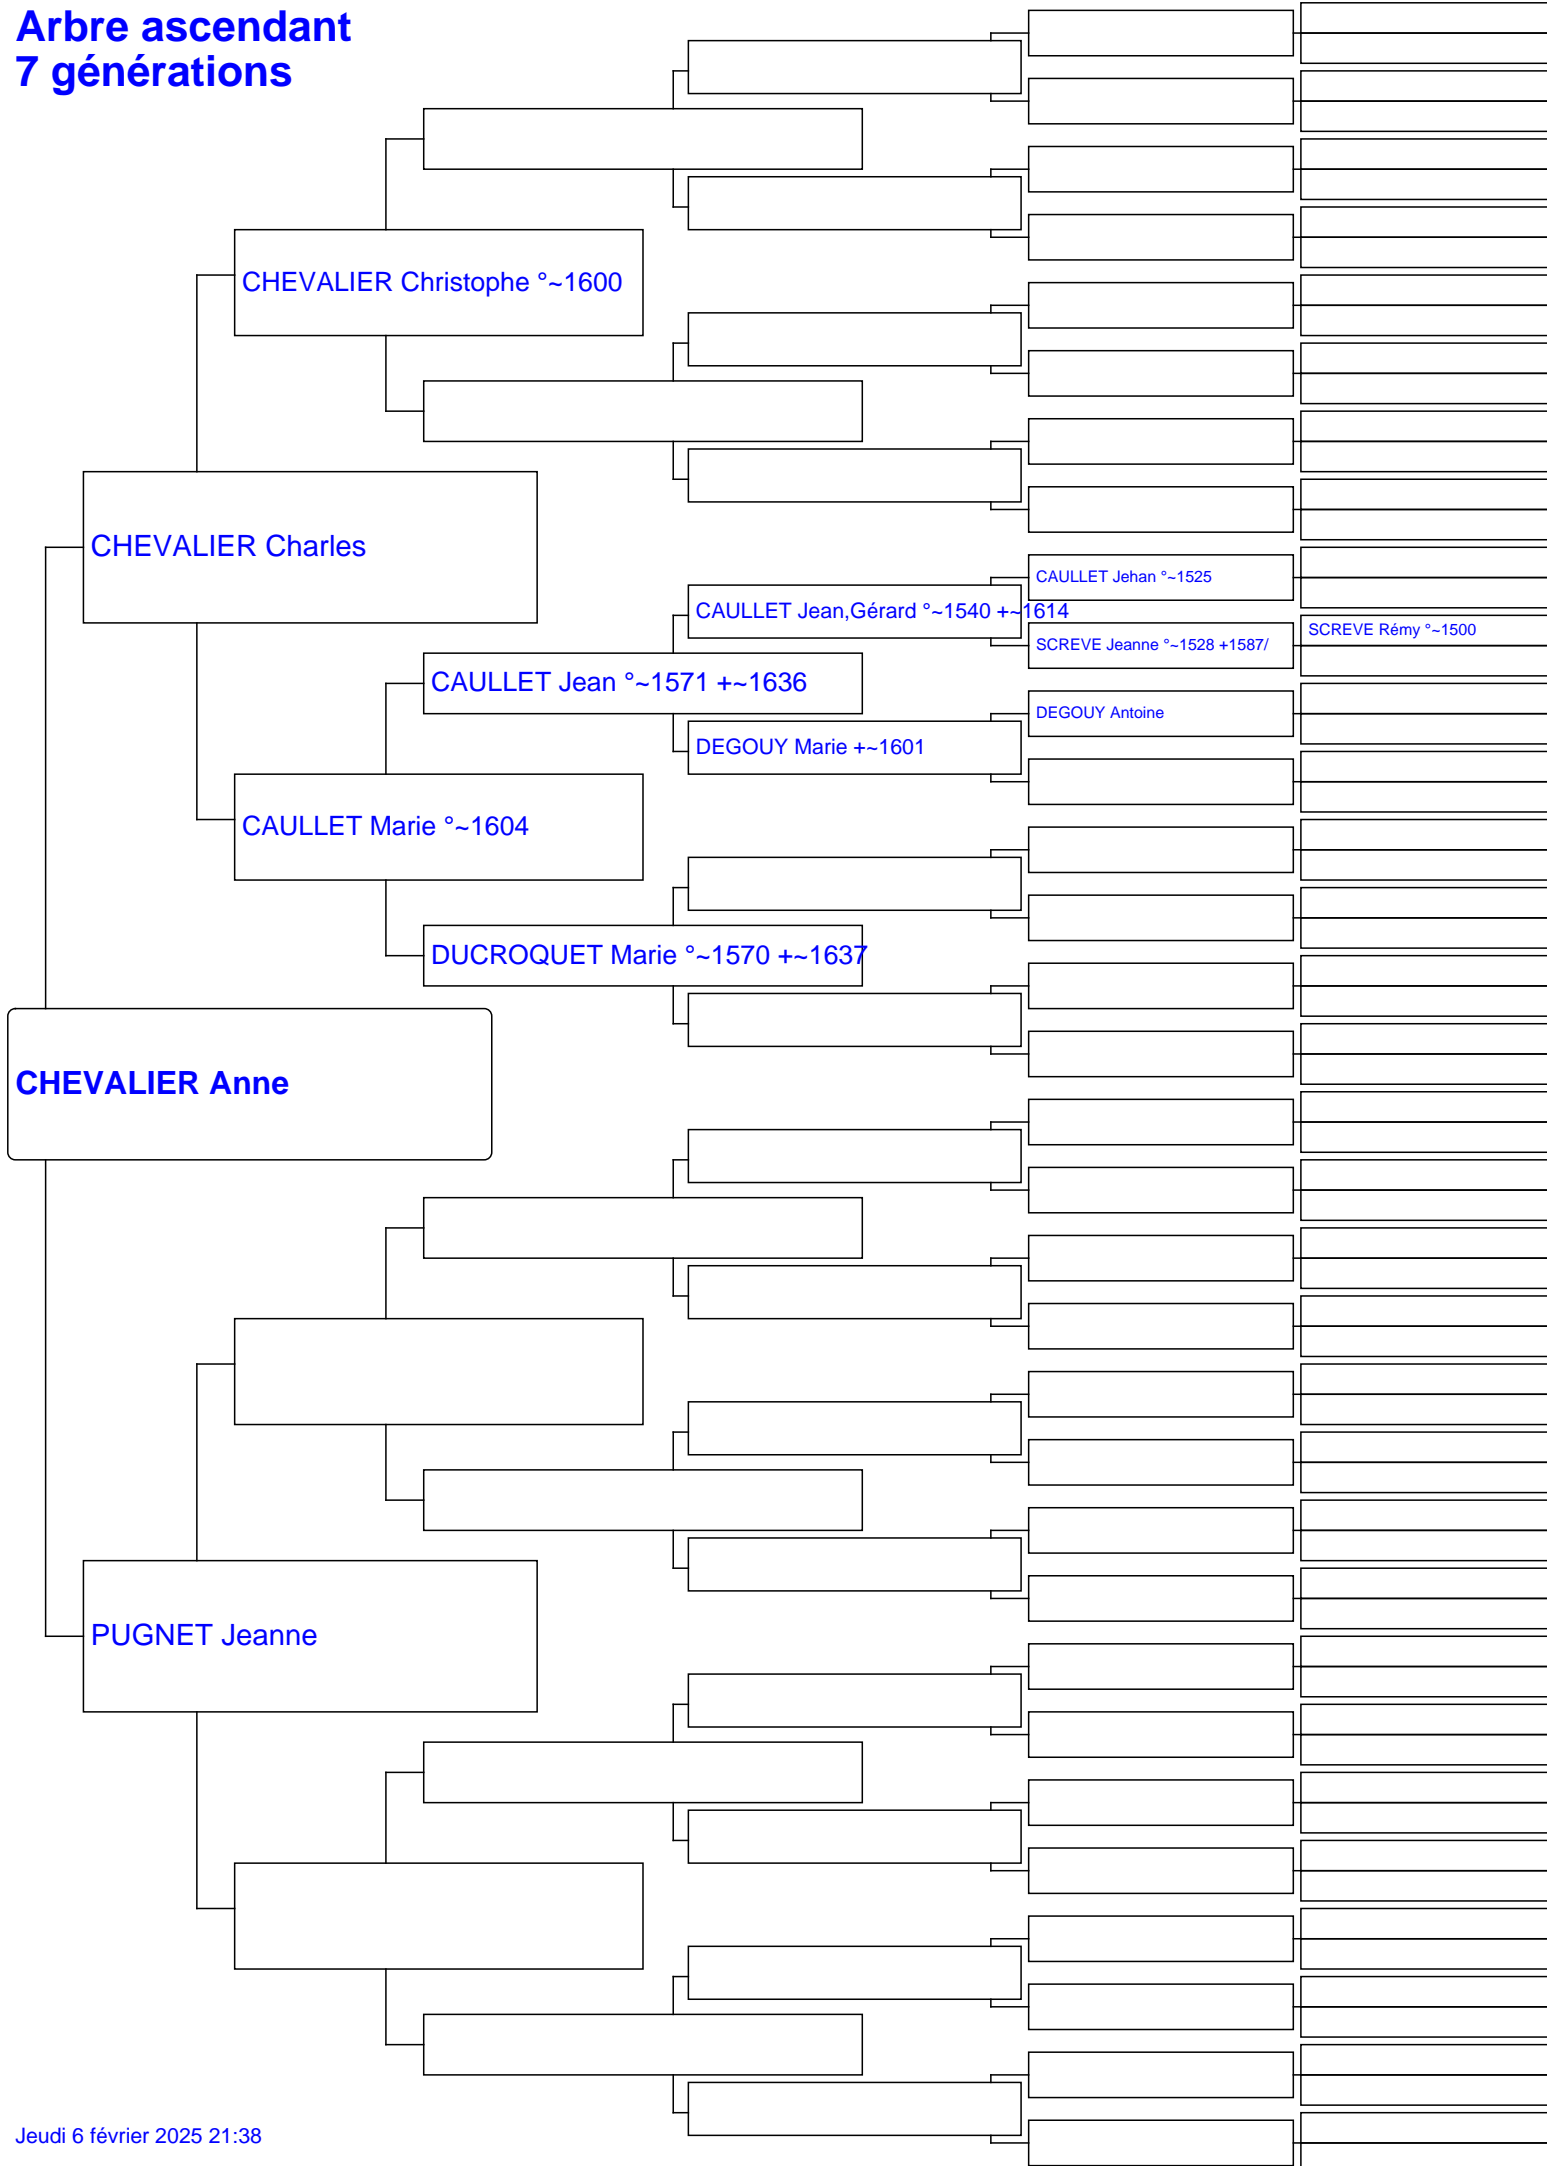 Arbre ascendant
7 générations
CHEVALIER Christophe °~1600
CHEVALIER Charles
CAULLET Jehan °~1525
CAULLET Jean,Gérard °~1540 +~1614
SCREVE Rémy °~1500
SCREVE Jeanne °~1528 +1587/
CAULLET Jean °~1571 +~1636
DEGOUY Antoine
DEGOUY Marie +~1601
CAULLET Marie °~1604
DUCROQUET Marie °~1570 +~1637
CHEVALIER Anne
PUGNET Jeanne
Jeudi 6 février 2025 21:38